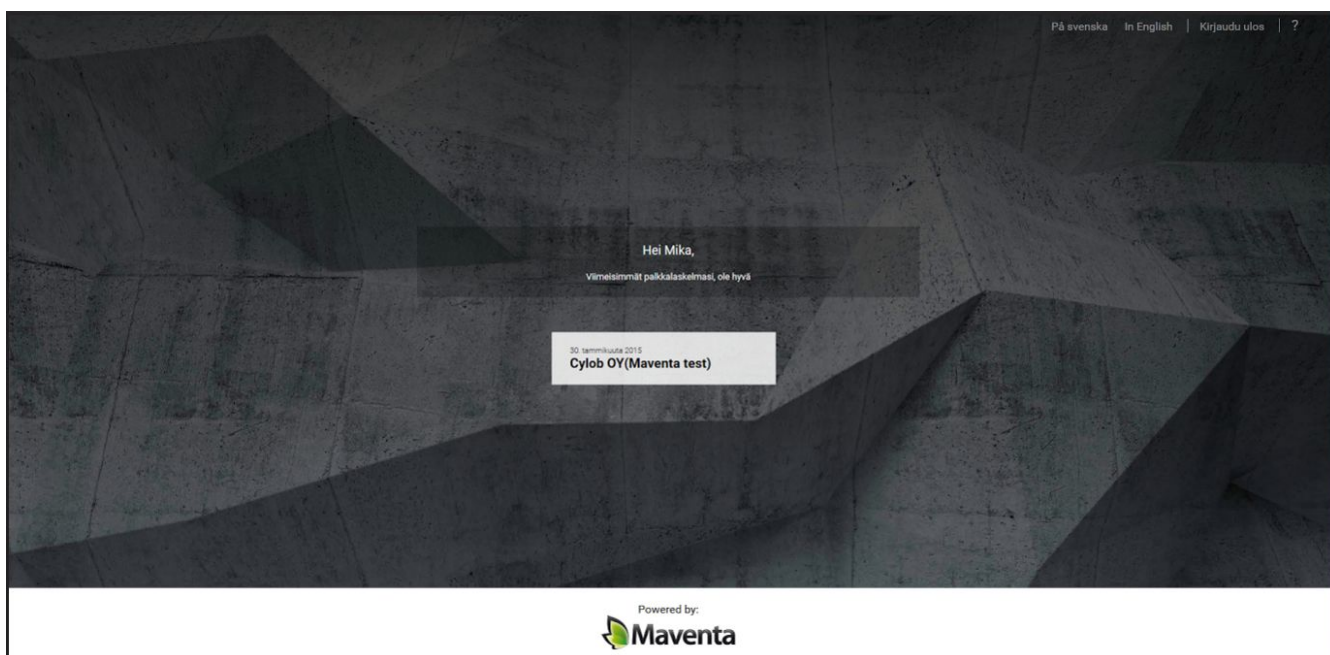 På svenska In English | Kirjaudu ulos | ?
Hei Mika,
Viimeisimmät palkkalaskelmasi, ole hyvä
30. tammikuuta 2015
Cylob OY(Maventa test)
Powered by:
Maventa